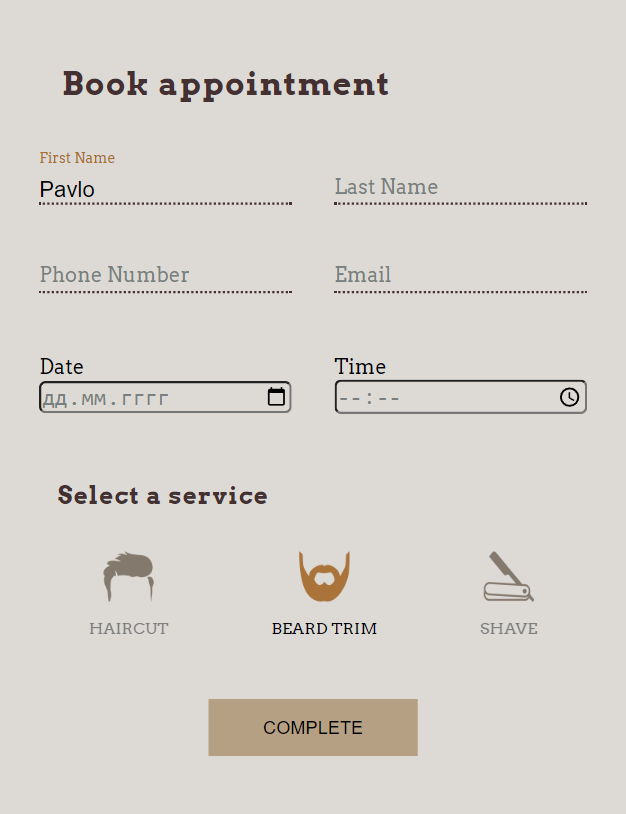 Book appointment
First Name
Pavlo
Last Name
Phone Number
Email
Date
Time
дд.мм.гггг
--:--
Select a service
HAIRCUT
BEARD TRIM
SHAVE
COMPLETE